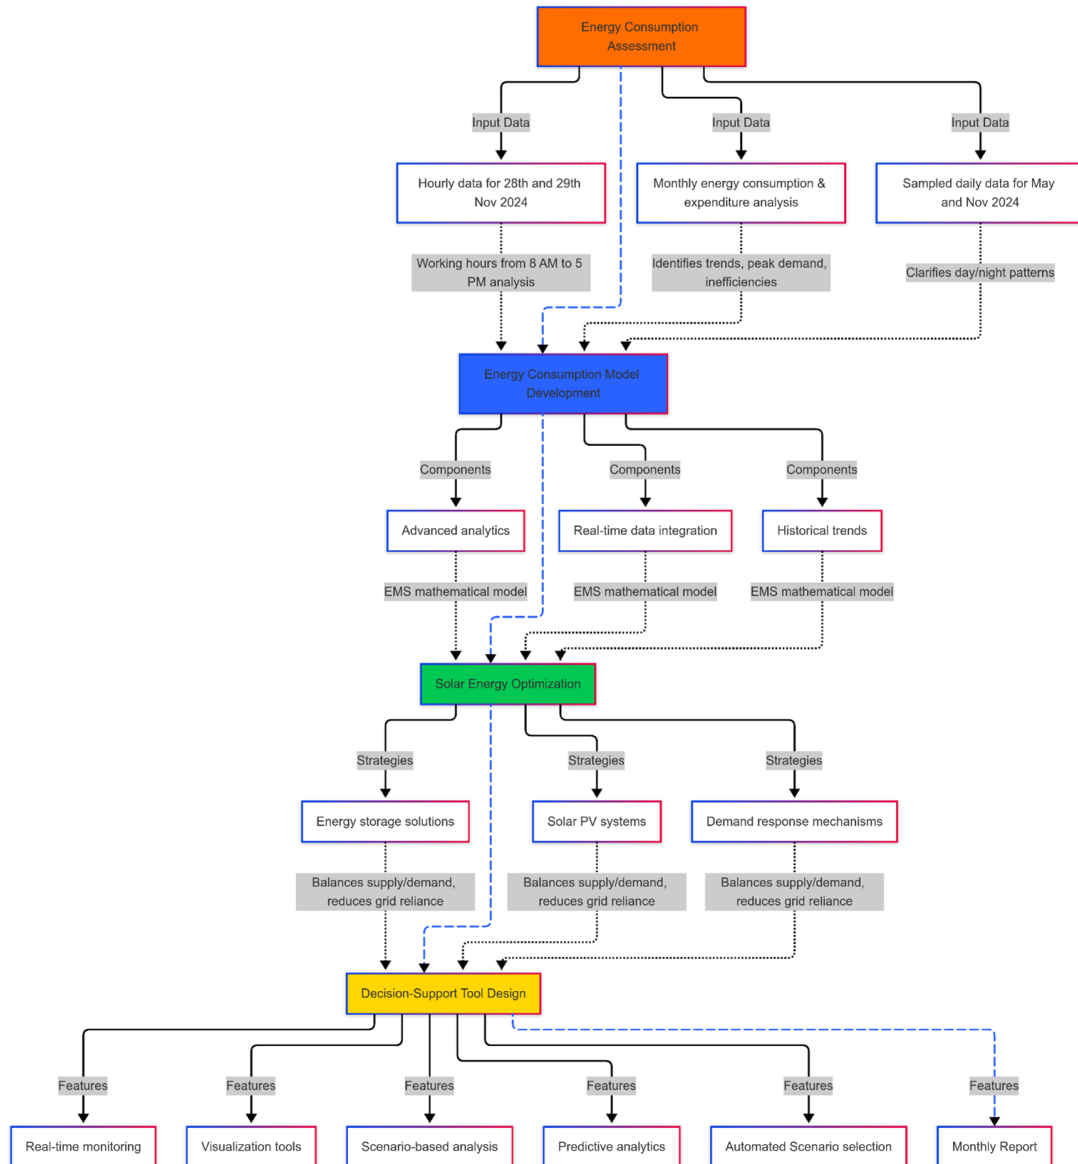 Energy Consumption
Assessment
Input Data
Input Data
Input Data
Hourly data for 28th and 29th
Nov 2024
Monthly energy consumption &
expenditure analysis
Sampled daily data for May
and Nov 2024
Working hours from 8 AM to 5
PM analysis
Identifies trends, peak demand,
inefficiencies
Clarifies day/night patterns
Energy Consumption Model
Development
Components
Components
Components
Advanced analytics
Real-time data integration
Historical trends
EMS mathematical model
EMS mathematical model
EMS mathematical model
Solar Energy Optimization
Strategies
Strategies
Strategies
Energy storage solutions
Solar PV systems
Demand response mechanisms
Balances supply/demand,
reduces grid reliance
Balances supply/demand,
reduces grid reliance
Balances supply/demand,
reduces grid reliance
Decision-Support Tool Design
Features
Features
Features
Features
Features
Features
Real-time monitoring
Visualization tools
Scenario-based analysis
Predictive analytics
Automated Scenario selection
Monthly Report